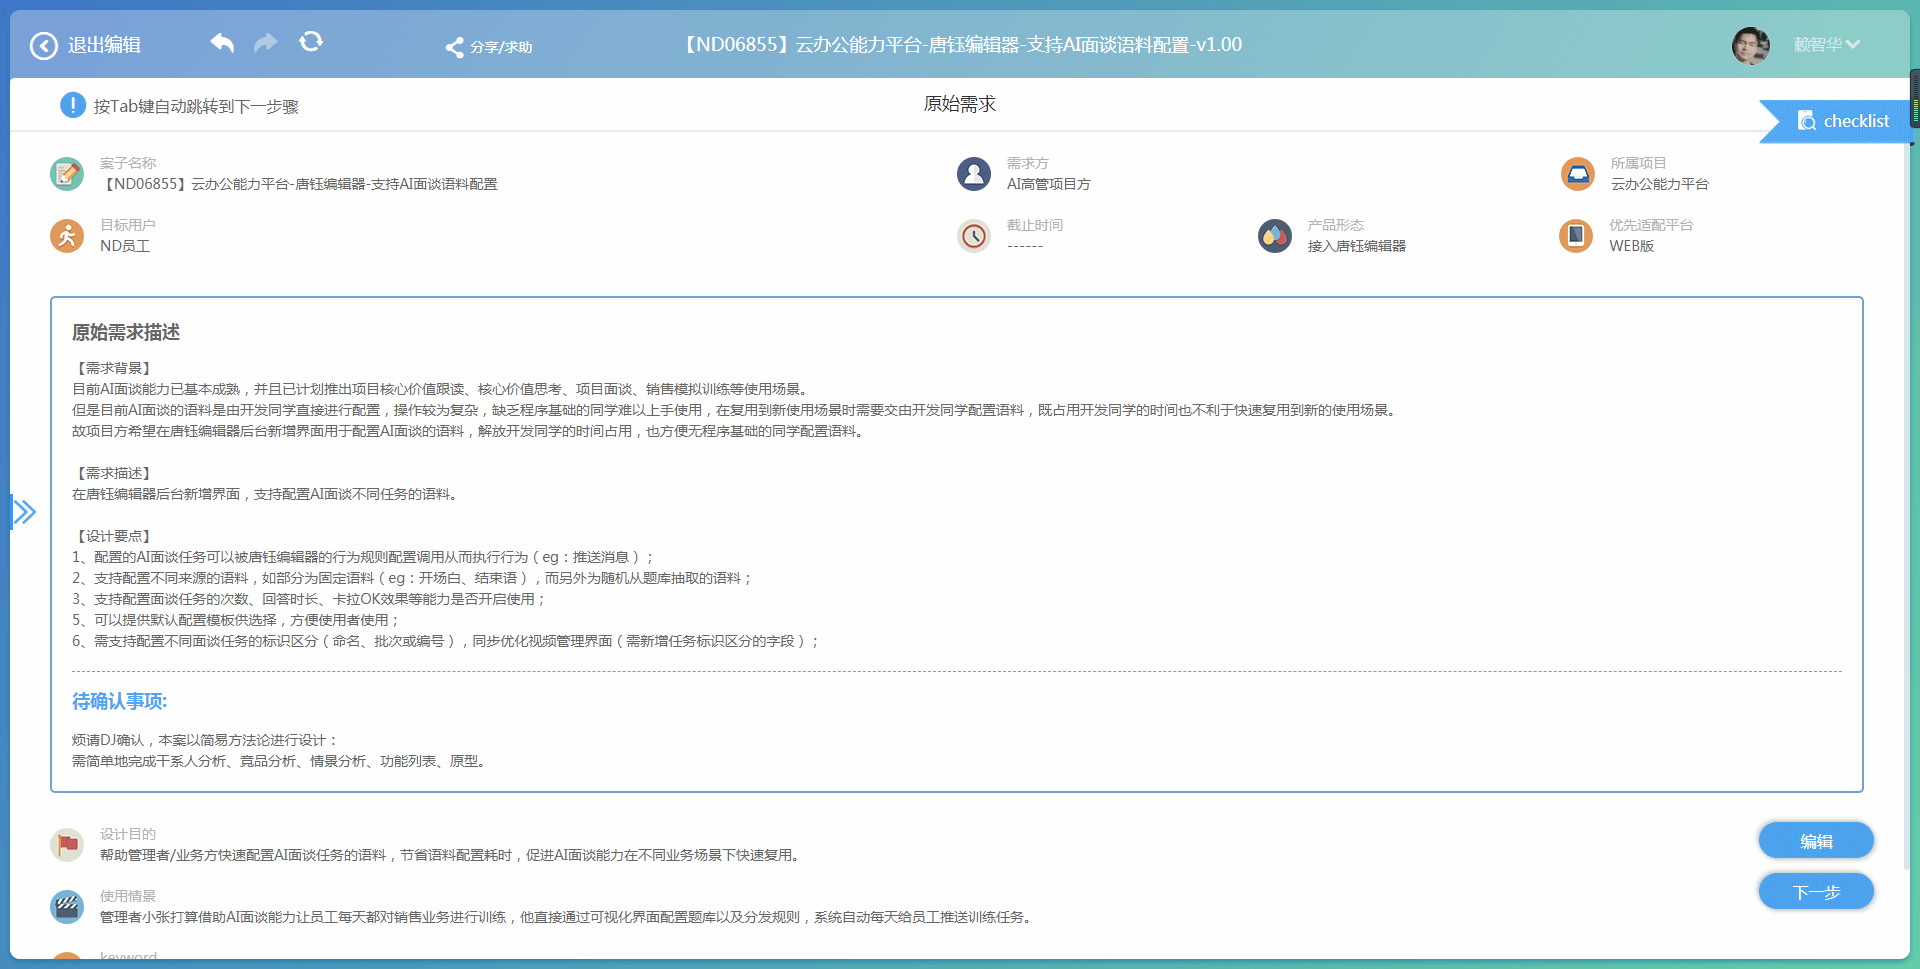 退出编辑
分享/求助
【ND06855】云办公能力平台-唐钰编辑器-支持AI面谈语料配置-v1.00
赖智华
按Tab键自动跳转到下一步骤
原始需求
checklist
案子名称
【ND06855】云办公能力平台-唐钰编辑器-支持AI面谈语料配置
需求方
AI高管项目方
所属项目
云办公能力平台
目标用户
ND员工
截止时间
------
产品形态
接入唐钰编辑器
优先适配平台
WEB版
原始需求描述
【需求背景】
目前AI面谈能力已基本成熟，并且已计划推出项目核心价值跟读、核心价值思考、项目面谈、销售模拟训练等使用场景。
但是目前AI面谈的语料是由开发同学直接进行配置，操作较为复杂，缺乏程序基础的同学难以上手使用，在复用到新使用场景时需要交由开发同学配置语料，既占用开发同学的时间也不利于快速复用到新的使用场景。
故项目方希望在唐钰编辑器后台新增界面用于配置AI面谈的语料，解放开发同学的时间占用，也方便无程序基础的同学配置语料。
【需求描述】
在唐钰编辑器后台新增界面，支持配置AI面谈不同任务的语料。
【设计要点】
1、配置的AI面谈任务可以被唐钰编辑器的行为规则配置调用从而执行行为（eg：推送消息）；
2、支持配置不同来源的语料，如部分为固定语料（eg：开场白、结束语），而另外为随机从题库抽取的语料；
3、支持配置面谈任务的次数、回答时长、卡拉OK效果等能力是否开启使用；
5、可以提供默认配置模板供选择，方便使用者使用；
6、需支持配置不同面谈任务的标识区分（命名、批次或编号），同步优化视频管理界面（需新增任务标识区分的字段）；
待确认事项:
烦请DJ确认，本案以简易方法论进行设计：
需简单地完成干系人分析、竞品分析、情景分析、功能列表、原型。
设计目的
帮助管理者/业务方快速配置AI面谈任务的语料，节省语料配置耗时，促进AI面谈能力在不同业务场景下快速复用。
编辑
使用情景
管理者小张打算借助AI面谈能力让员工每天都对销售业务进行训练，他直接通过可视化界面配置题库以及分发规则，系统自动每天给员工推送训练任务。
下一步
keyword